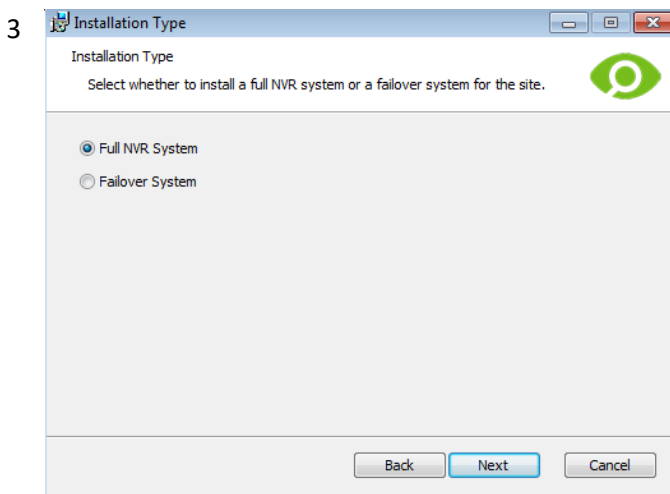 3
Installation Type
Installation Type
Select whether to install a full NVR system or a failover system for the site.
Full NVR System
Failover System
Back
Next
Cancel